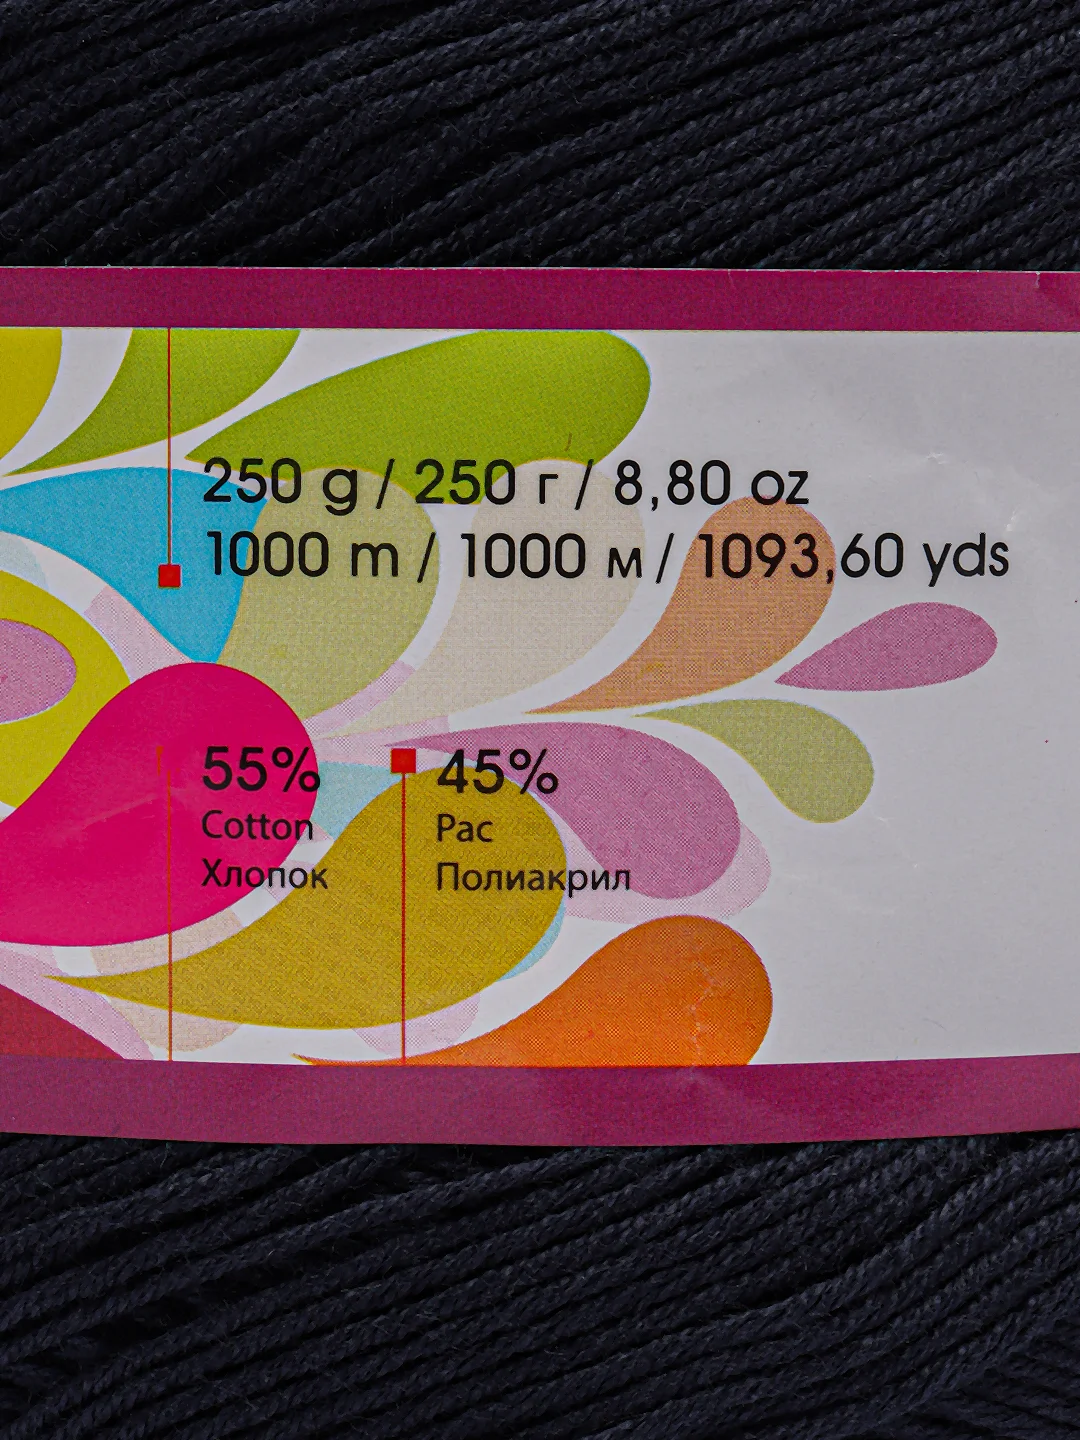 250 g / 250 г / 8,80 oz
1000 m / 1000 м / 1093,60 yds
55%
Cotton
Хлопок
45%
Pac
Полиакрил